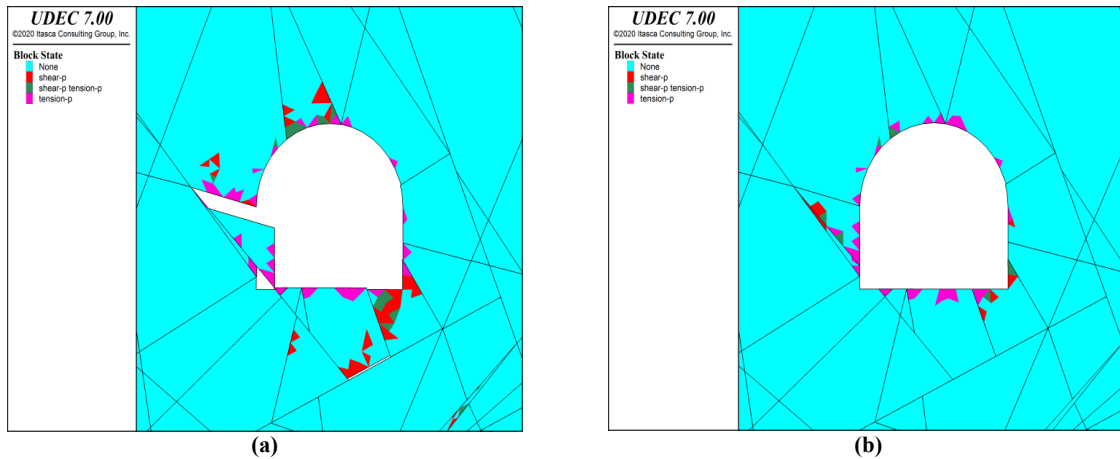 UDEC 7.00
©2020 Itasca Consulting Group, Inc.
Block State
None
shear-p
shear-p tension-p
tension-p
(a)
UDEC 7.00
©2020 Itasca Consulting Group, Inc.
Block State
None
shear-p
shear-p tension-p
tension-p
(b)